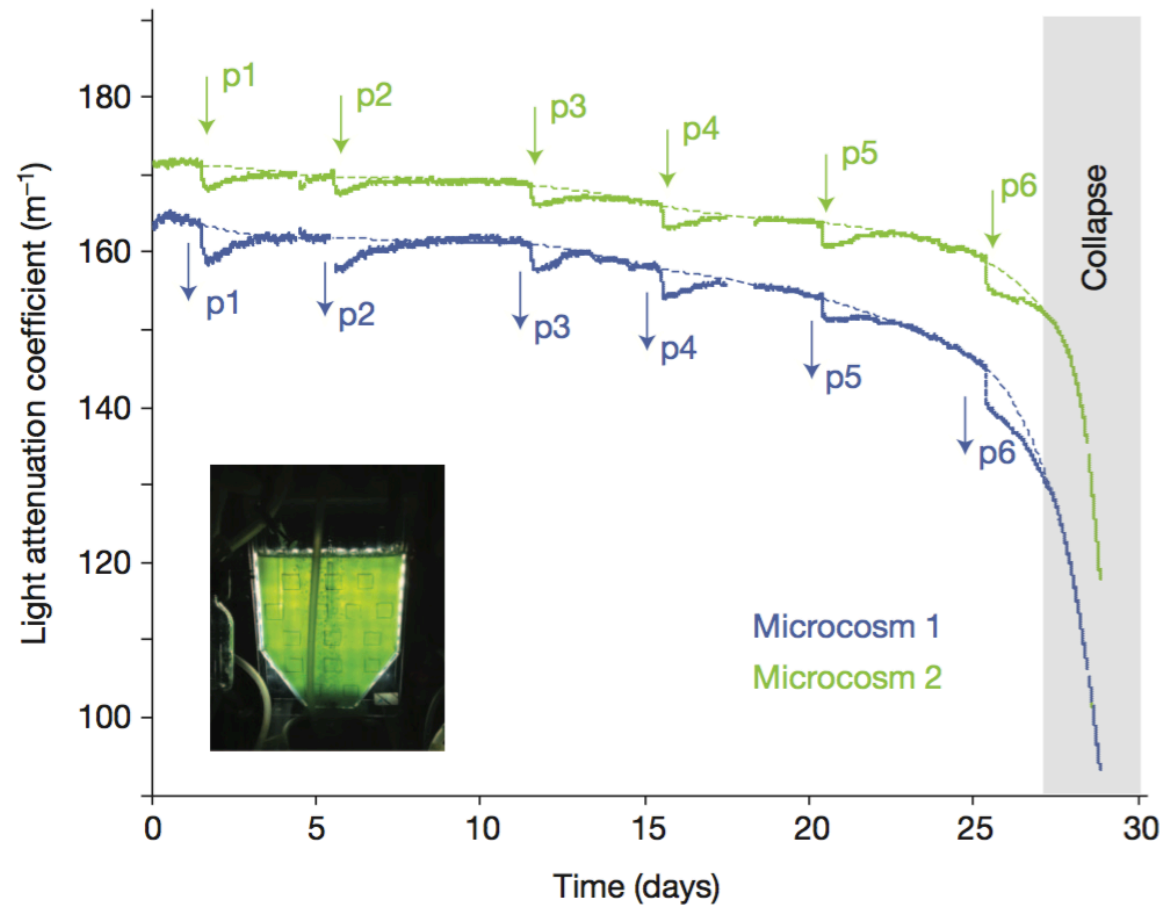 Light attenuation coefficient (m⁻¹)
180
160
140
120
100
p1
p2
p3
p4
p5
p6
p1
p2
p3
p4
p5
p6
Collapse
Microcosm 1
Microcosm 2
0 5 10 15 20 25 30
Time (days)